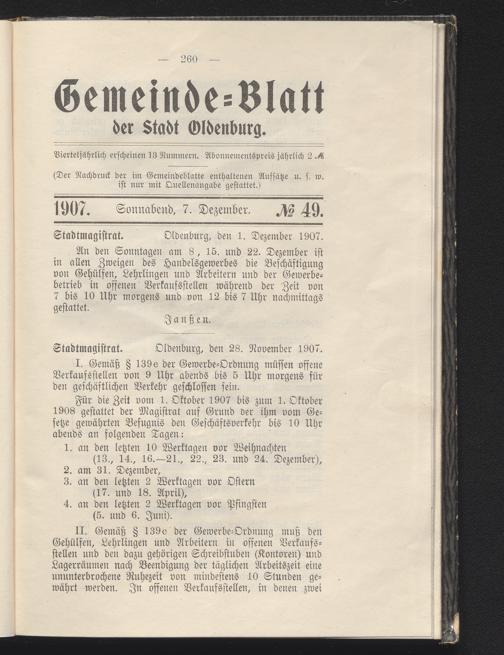 — 260 —
Gemeinde=Blatt
der Stadt Oldenburg.
Vierteljährlich erscheinen 13 Nummern. Abonnementspreis jährlich 2 ℳ
(Der Nachdruck der im Gemeindeblatte enthaltenen Aufsätze u. s. w.
ist nur mit Quellenangabe gestattet.)
1907. Sonnabend, 7. Dezember. № 49.
Stadtmagistrat. Oldenburg, den 1. Dezember 1907.
An den Sonntagen am 8, 15. und 22. Dezember ist
in allen Zweigen des Handelsgewerbes die Beschäftigung
von Gehülfen, Lehrlingen und Arbeitern und der Gewerbe-
betrieb in offenen Verkaufsstellen während der Zeit von
7 bis 10 Uhr morgens und von 12 bis 7 Uhr nachmittags
gestattet.
Janßen.
Stadtmagistrat. Oldenburg, den 28. November 1907.
I. Gemäß § 139e der Gewerbe-Ordnung müssen offene
Verkaufsstellen von 9 Uhr abends bis 5 Uhr morgens für
den geschäftlichen Verkehr geschlossen sein.
Für die Zeit vom 1. Oktober 1907 bis zum 1. Oktober
1908 gestattet der Magistrat auf Grund der ihm vom Ge-
setze gewährten Befugnis den Geschäftsverkehr bis 10 Uhr
abends an folgenden Tagen:
1. an den letzten 10 Werktagen vor Weihnachten
(13., 14., 16.—21., 22., 23. und 24. Dezember),
2. am 31. Dezember,
3. an den letzten 2 Werktagen vor Ostern
(17. und 18. April),
4. an den letzten 2 Werktagen vor Pfingsten
(5. und 6. Juni).
II. Gemäß § 139c der Gewerbe-Ordnung muß den
Gehülfen, Lehrlingen und Arbeitern in offenen Verkaufs-
stellen und den dazu gehörigen Schreibstuben (Kontoren) und
Lagerräumen nach Beendigung der täglichen Arbeitszeit eine
ununterbrochene Ruhezeit von mindestens 10 Stunden ge-
währt werden. In offenen Verkaufsstellen, in denen zwei